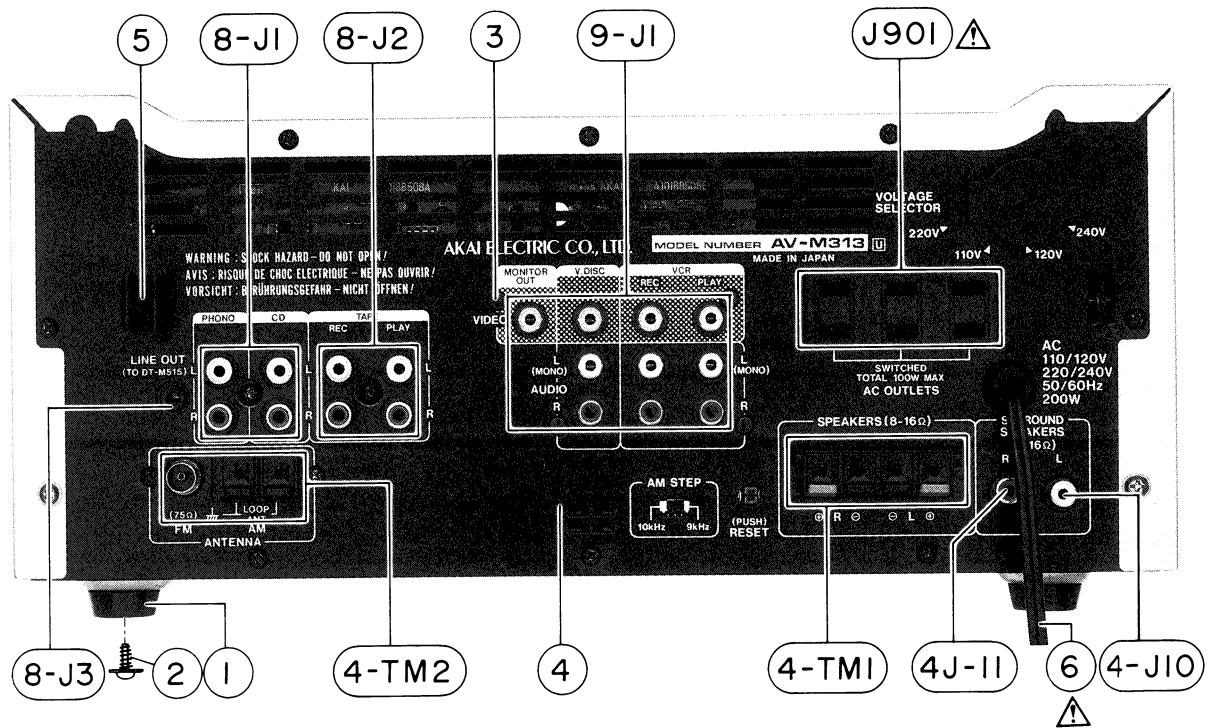 5 8-J1 8-J2 3 9-J1 J901
VOLTAGE
SELECTOR
220V 240V
110V 120V
AKAI ELECTRIC CO., LTD. MODEL NUMBER AV-M313 U
MADE IN JAPAN
WARNING : SHOCK HAZARD – DO NOT OPEN!
AVIS : RISQUE DE CHOC ELECTRIQUE – NE PAS OUVRIR!
VORSICHT : BERÜHRUNGSGEFAHR – NICHT ÖFFNEN!
MONITOR
OUT
V.DISC
VCR
REC PLAY
VIDEO
PHONO CD
TAPE
REC PLAY
LINE OUT
(TO DT-M515)
L L
R R
L
(MONO)
AUDIO
R
L
(MONO)
R
SWITCHED
TOTAL 100W MAX
AC OUTLETS
AC
110/120V
220/240V
50/60Hz
200W
SPEAKERS (8-16Ω)
⊕ R ⊖ ⊖ L ⊕
16Ω)
R L
AM STEP
10kHz 9kHz
(PUSH)
RESET
(75Ω)
FM
LOOP
ANT
AM
ANTENNA
8-J3 2 1 4-TM2 4 4-TM1 4J-11 6 4-J10